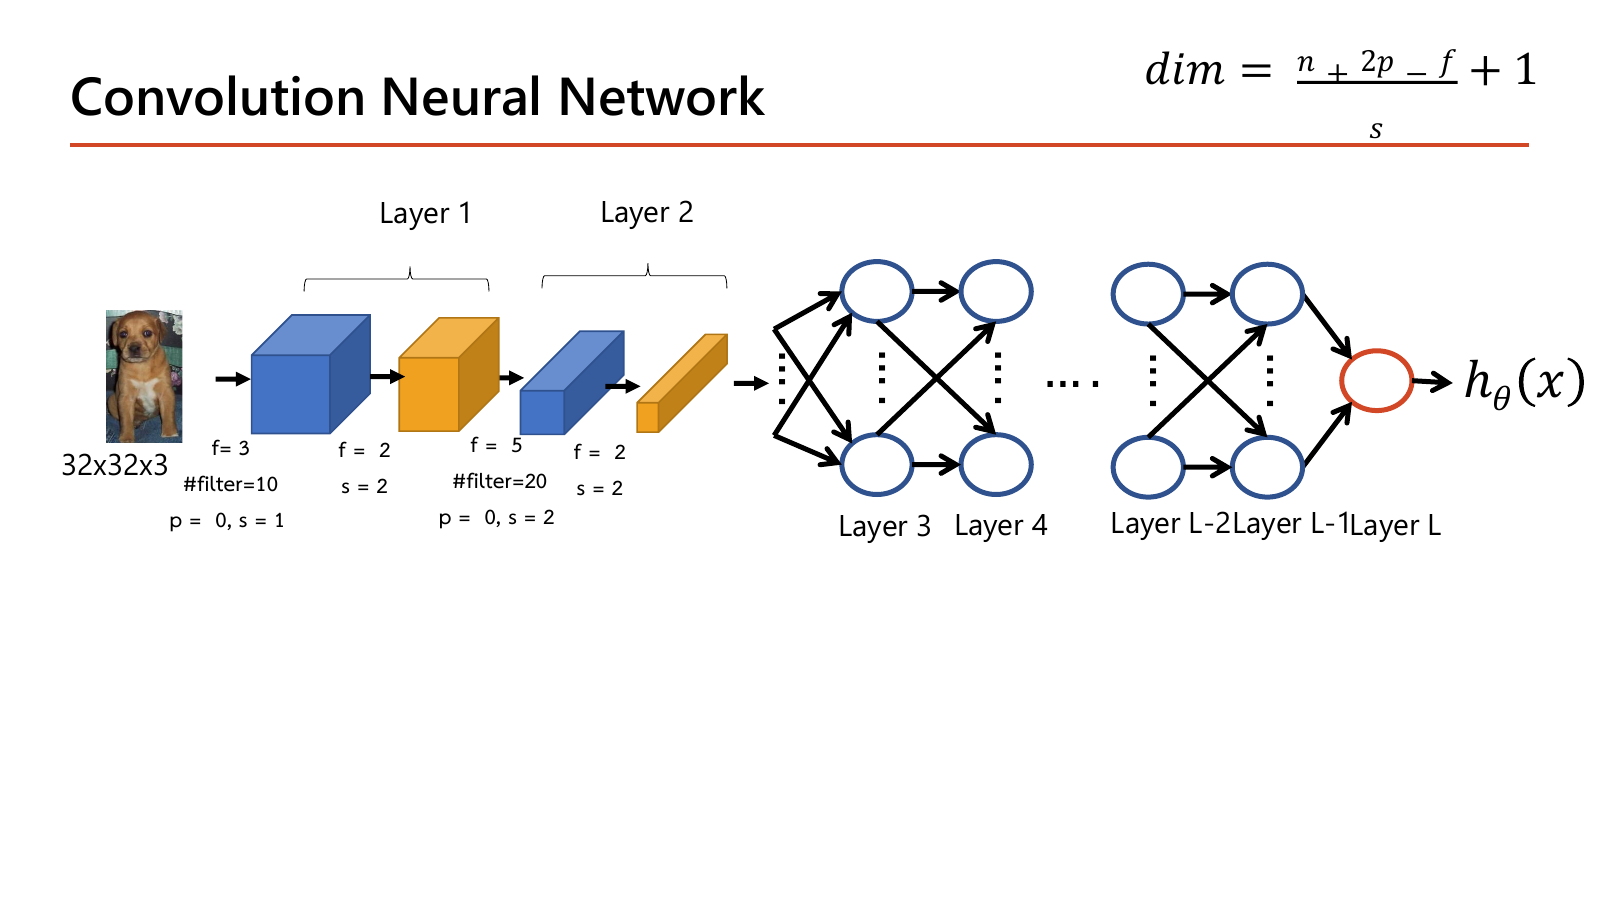 Convolution Neural Network
dim = n + 2p − f / s + 1
Layer 1
Layer 2
32x32x3
f= 3
#filter=10
p = 0, s = 1
f = 2
s = 2
f = 5
#filter=20
p = 0, s = 2
f = 2
s = 2
....
hθ(x)
Layer 3
Layer 4
Layer L-2
Layer L-1
Layer L